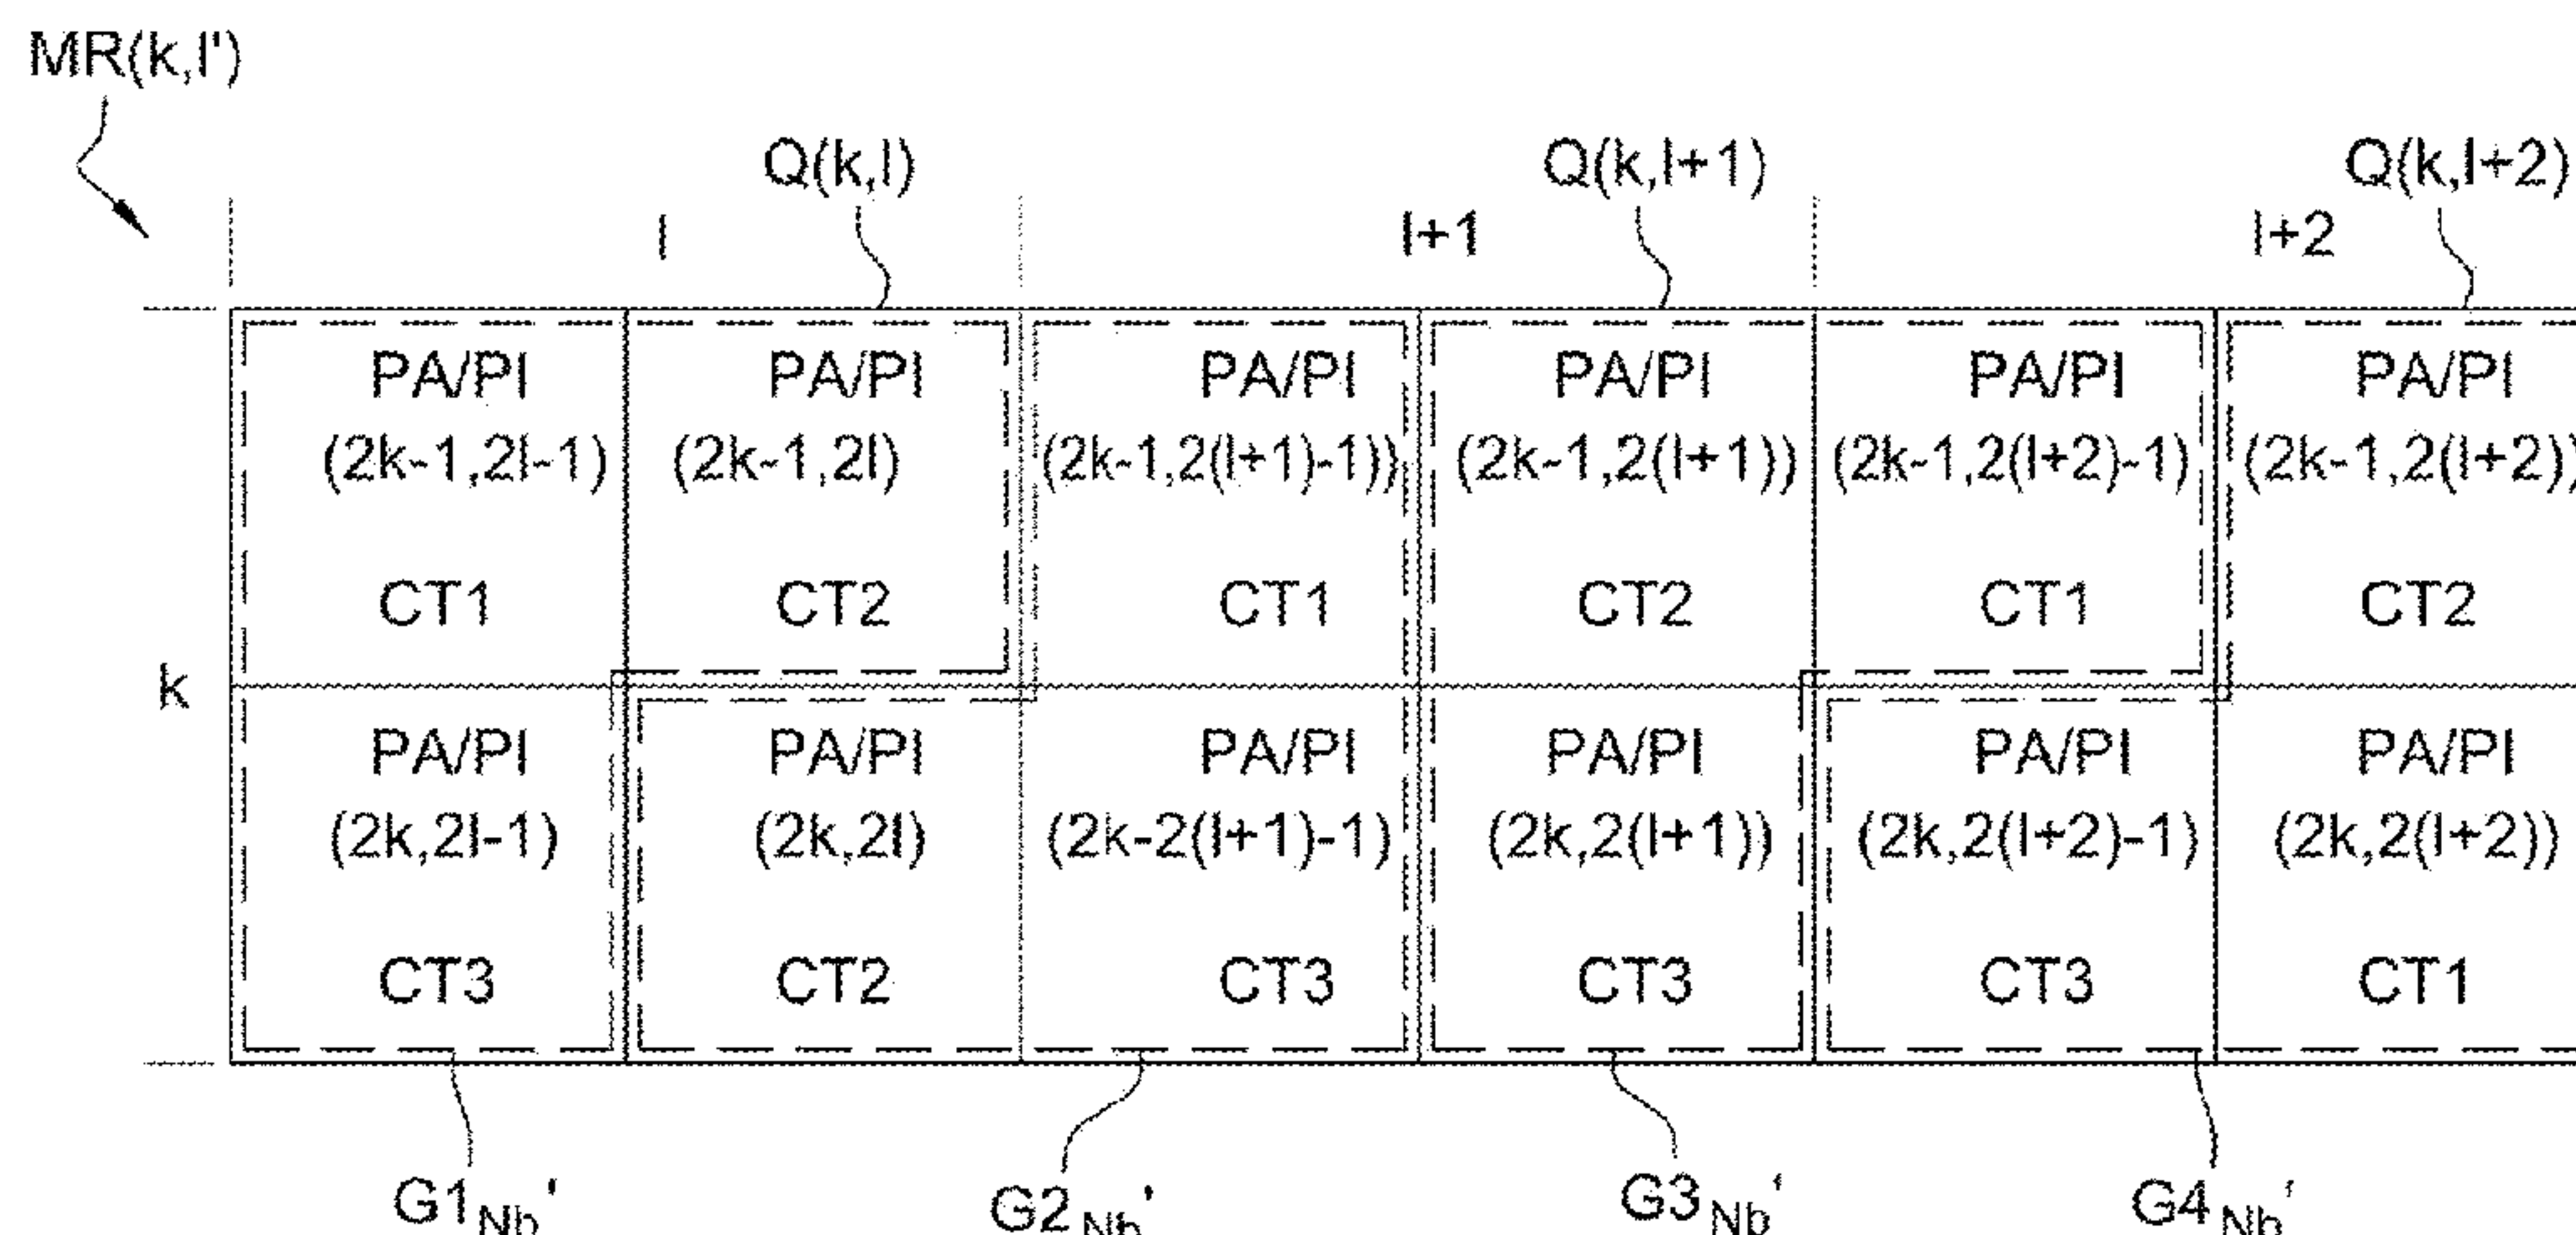 MR(k,l')
Q(k,l) Q(k,l+1) Q(k,l+2)
l l+1 l+2
PA/PI PA/PI PA/PI PA/PI PA/PI PA/PI
(2k-1,2l-1) (2k-1,2l) (2k-1,2(l+1)-1)) (2k-1,2(l+1)) (2k-1,2(l+2)-1) (2k-1,2(l+2))
CT1 CT2 CT1 CT2 CT1 CT2
k
PA/PI PA/PI PA/PI PA/PI PA/PI PA/PI
(2k,2l-1) (2k,2l) (2k-2(l+1)-1) (2k,2(l+1)) (2k,2(l+2)-1) (2k,2(l+2))
CT3 CT2 CT3 CT3 CT3 CT1
G1Nb' G2Nb' G3Nb' G4Nb'